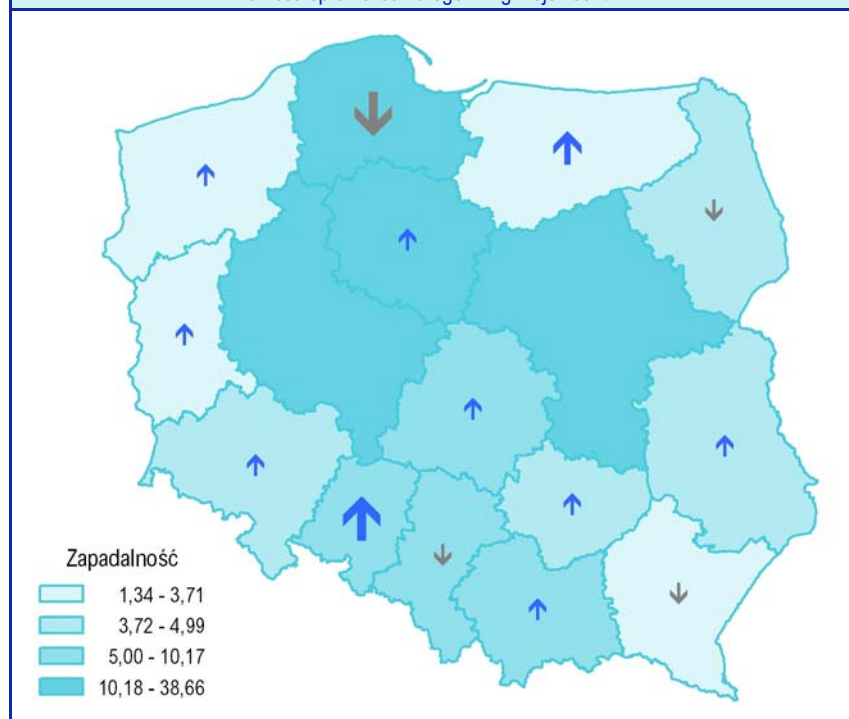 Zapadalność
1,34 - 3,71
3,72 - 4,99
5,00 - 10,17
10,18 - 38,66